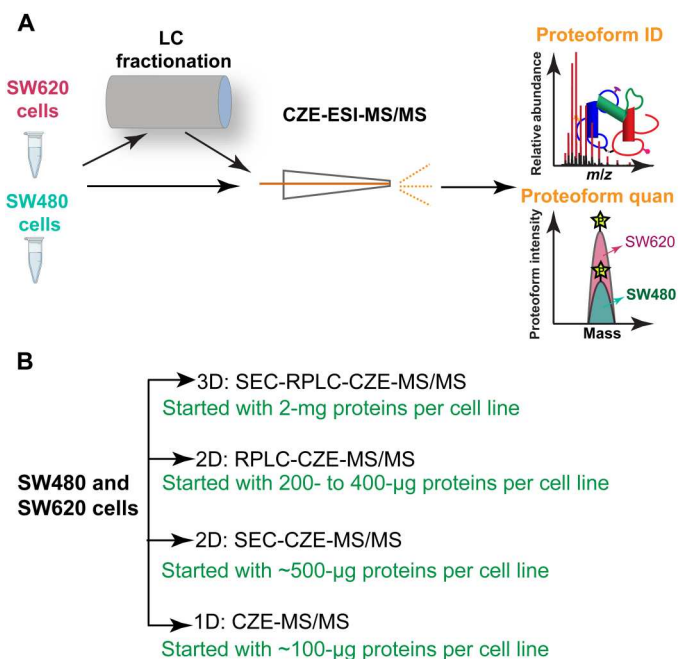 A
LC
fractionation
SW620
cells
SW480
cells
CZE-ESI-MS/MS
Proteoform ID
Relative abundance
m/z
Proteoform quan
Proteoform intensity
SW620
SW480
Mass
B
SW480 and
SW620 cells
3D: SEC-RPLC-CZE-MS/MS
Started with 2-mg proteins per cell line
2D: RPLC-CZE-MS/MS
Started with 200- to 400-µg proteins per cell line
2D: SEC-CZE-MS/MS
Started with ~500-µg proteins per cell line
1D: CZE-MS/MS
Started with ~100-µg proteins per cell line